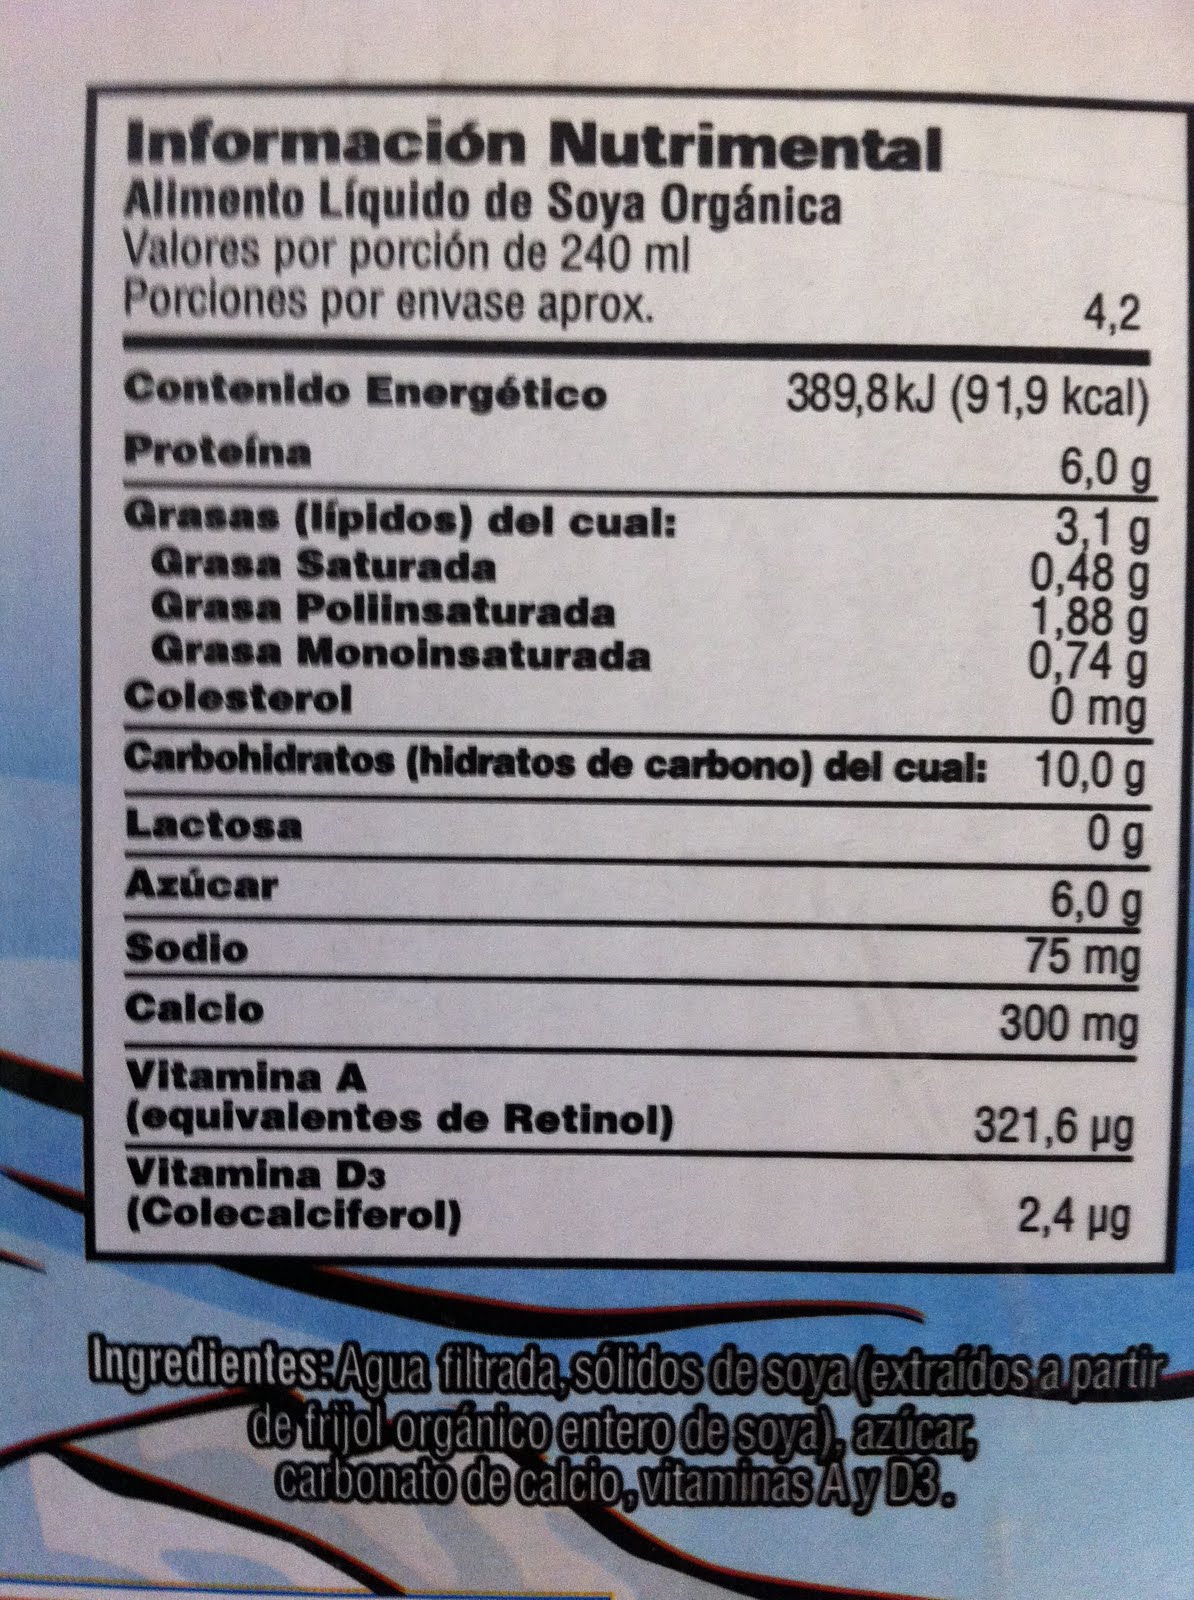 Información Nutrimental
Alimento Líquido de Soya Orgánica
Valores por porción de 240 ml
Porciones por envase aprox. 4,2
Contenido Energético 389,8 kJ (91,9 kcal)
Proteína 6,0 g
Grasas (lípidos) del cual: 3,1 g
Grasa Saturada 0,48 g
Grasa Poliinsaturada 1,88 g
Grasa Monoinsaturada 0,74 g
Colesterol 0 mg
Carbohidratos (hidratos de carbono) del cual: 10,0 g
Lactosa 0 g
Azúcar 6,0 g
Sodio 75 mg
Calcio 300 mg
Vitamina A
(equivalentes de Retinol) 321,6 µg
Vitamina D3
(Colecalciferol) 2,4 µg
Ingredientes: Agua filtrada, sólidos de soya (extraídos a partir
de frijol orgánico entero de soya), azúcar,
carbonato de calcio, vitaminas A y D3.